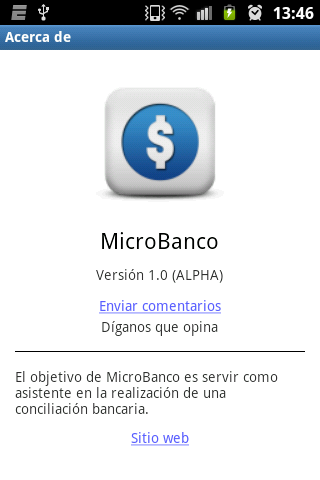 13:46
Acerca de
$
MicroBanco
Versión 1.0 (ALPHA)
Enviar comentarios
Díganos que opina
El objetivo de MicroBanco es servir como
asistente en la realización de una
conciliación bancaria.
Sitio web